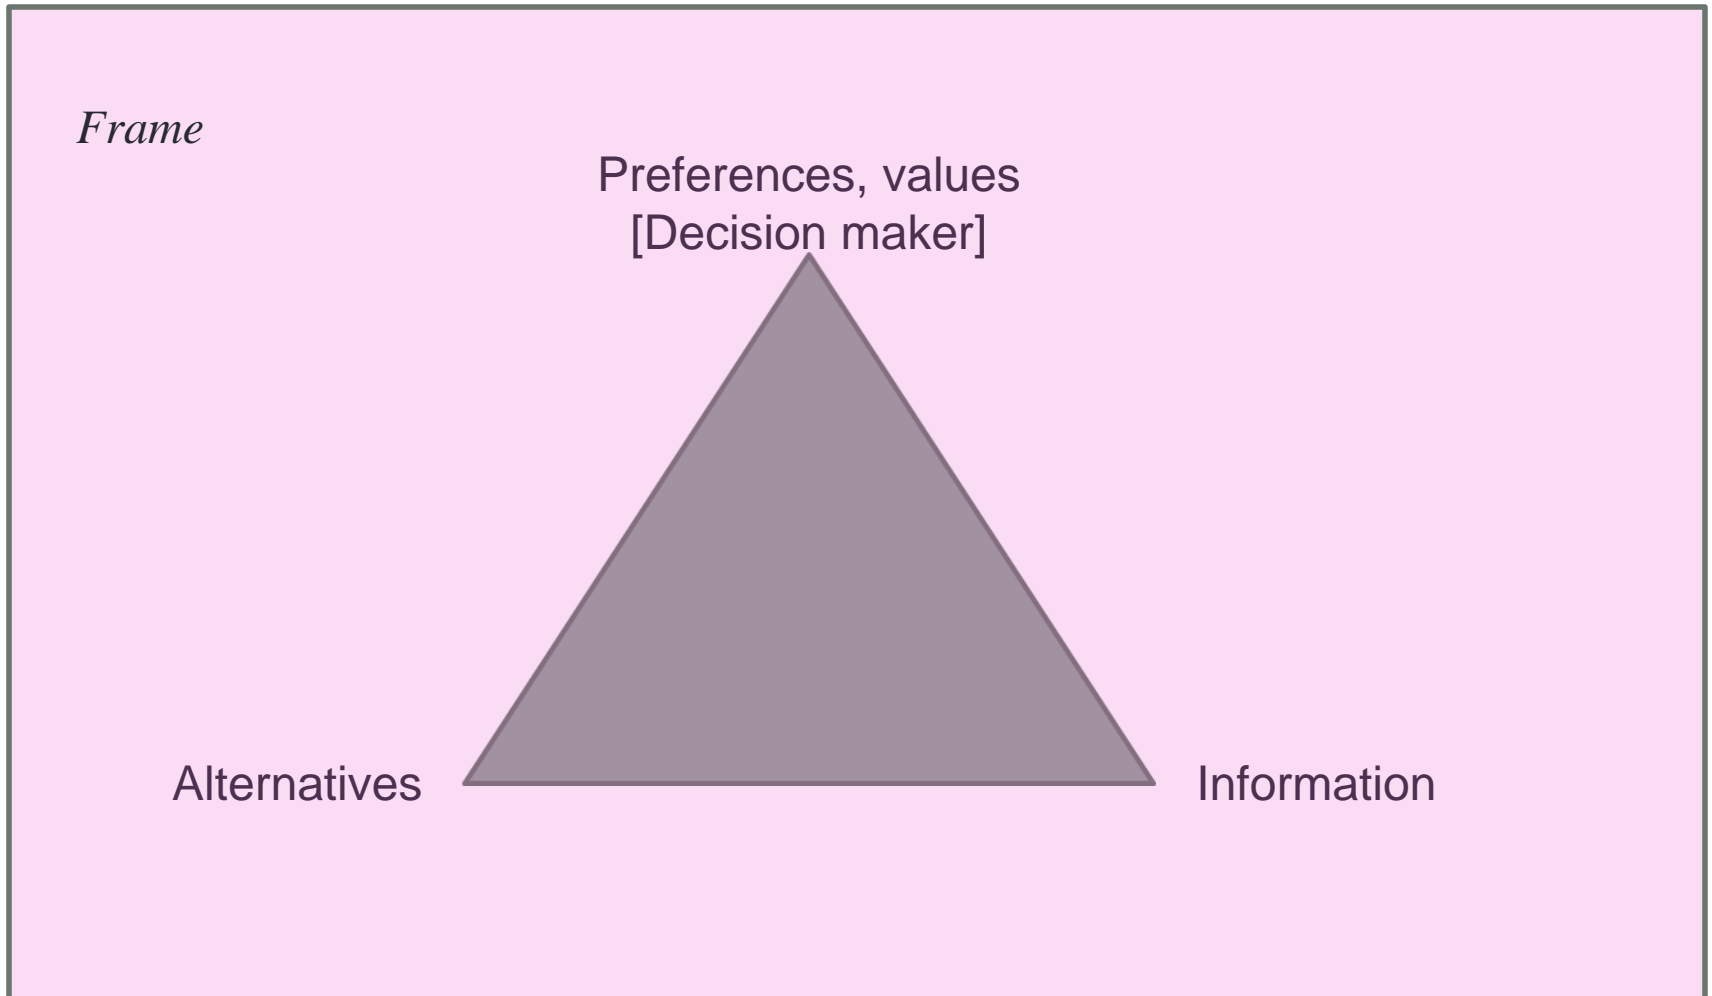 Frame
Preferences, values
[Decision maker]
Alternatives
Information